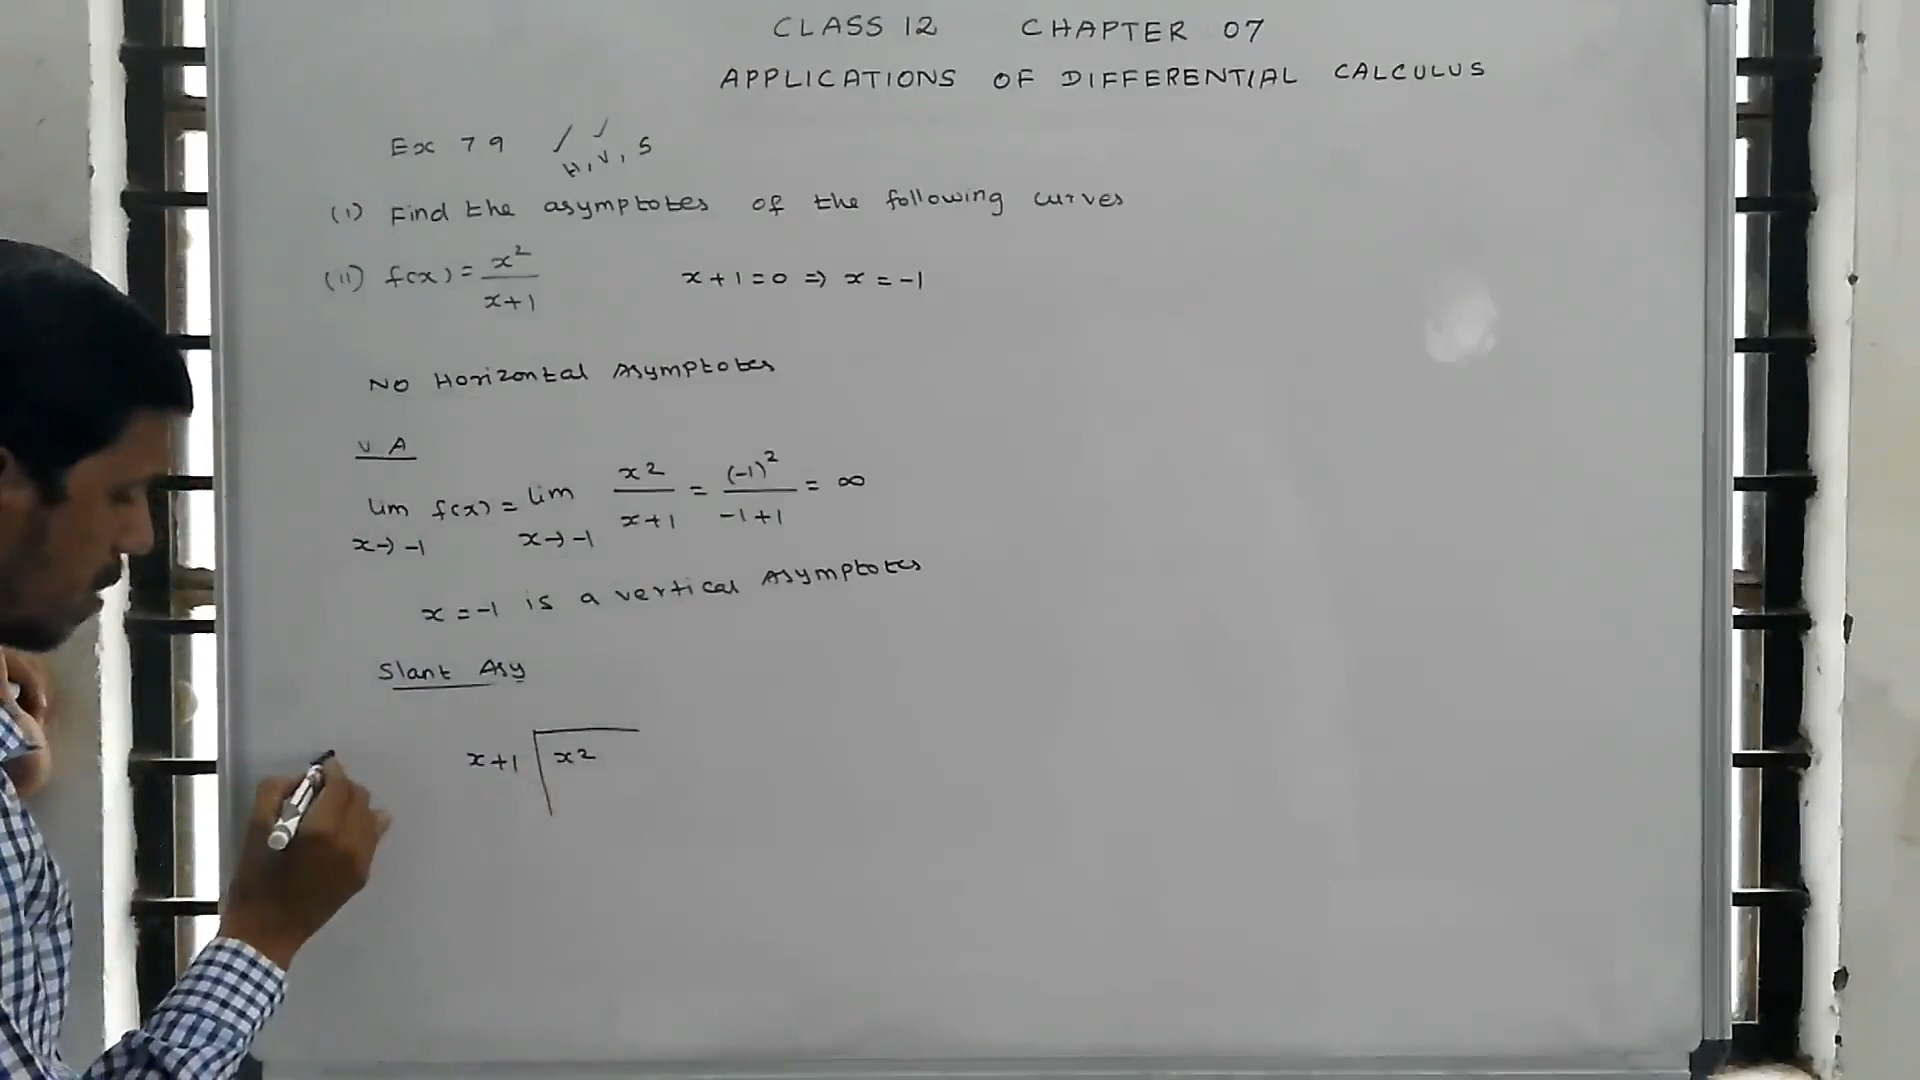 CLASS 12 CHAPTER 07
APPLICATIONS OF DIFFERENTIAL CALCULUS
Ex 7 9 H, V, S
(1) Find the asymptotes of the following curves
(11) f(x) = x²/x+1 x+1=0 ⇒ x = -1
NO Horizontal Asymptotes
V A
lim x→-1 f(x) = lim x→-1 x²/x+1 = (-1)²/-1+1 = ∞
x = -1 is a vertical Asymptotes
Slant Asy
x+1 x²